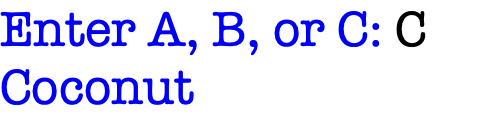 Enter A, B, or C: C
Coconut